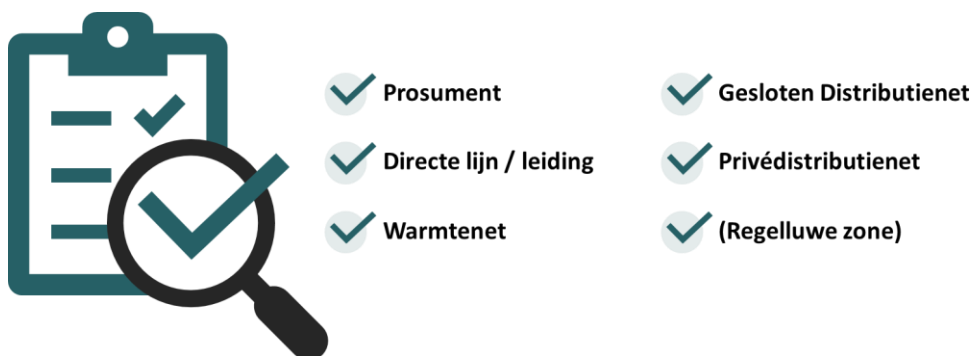 Prosument
Directe lijn / leiding
Warmtenet
Gesloten Distributienet
Privédistributienet
(Regelluwe zone)